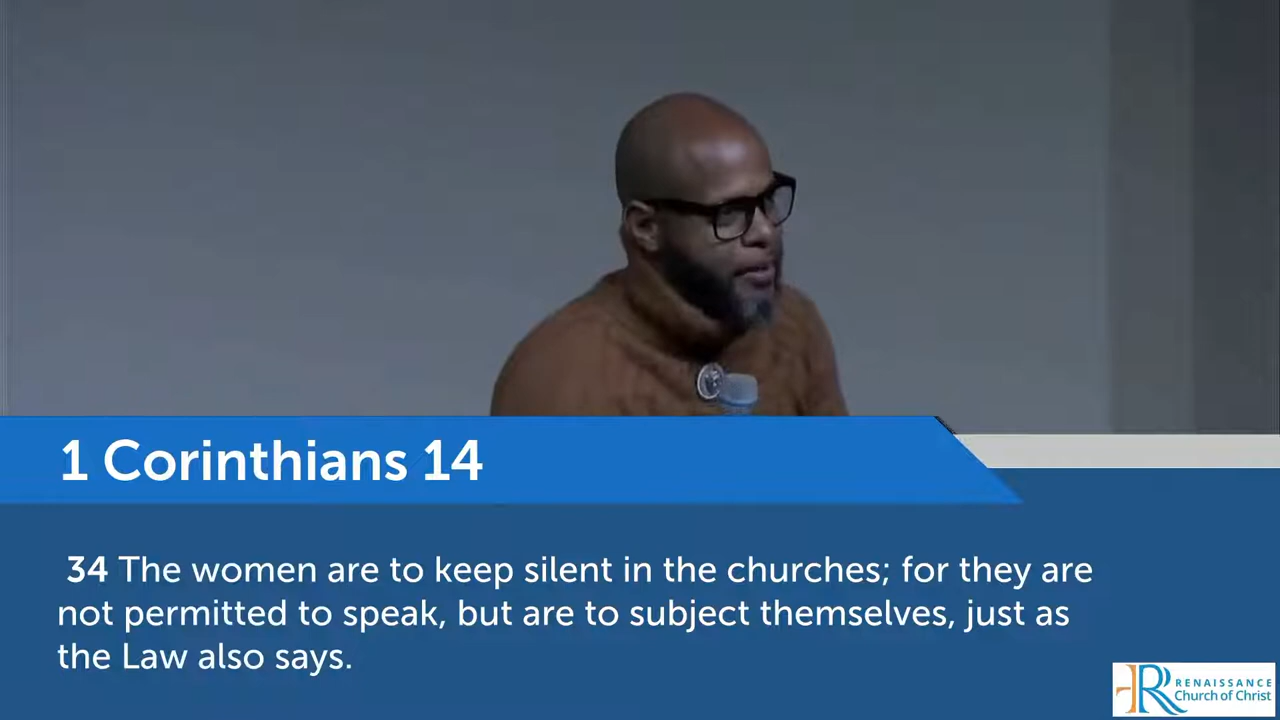 1 Corinthians 14
34 The women are to keep silent in the churches; for they are
not permitted to speak, but are to subject themselves, just as
the Law also says.
RENAISSANCE
Church of Christ